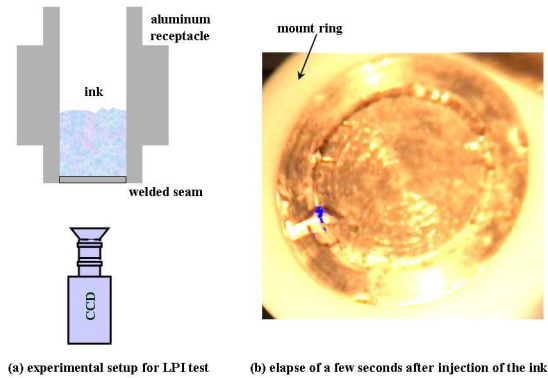 aluminum
receptacle
ink
welded seam
CCD
(a) experimental setup for LPI test
mount ring
(b) elapse of a few seconds after injection of the ink